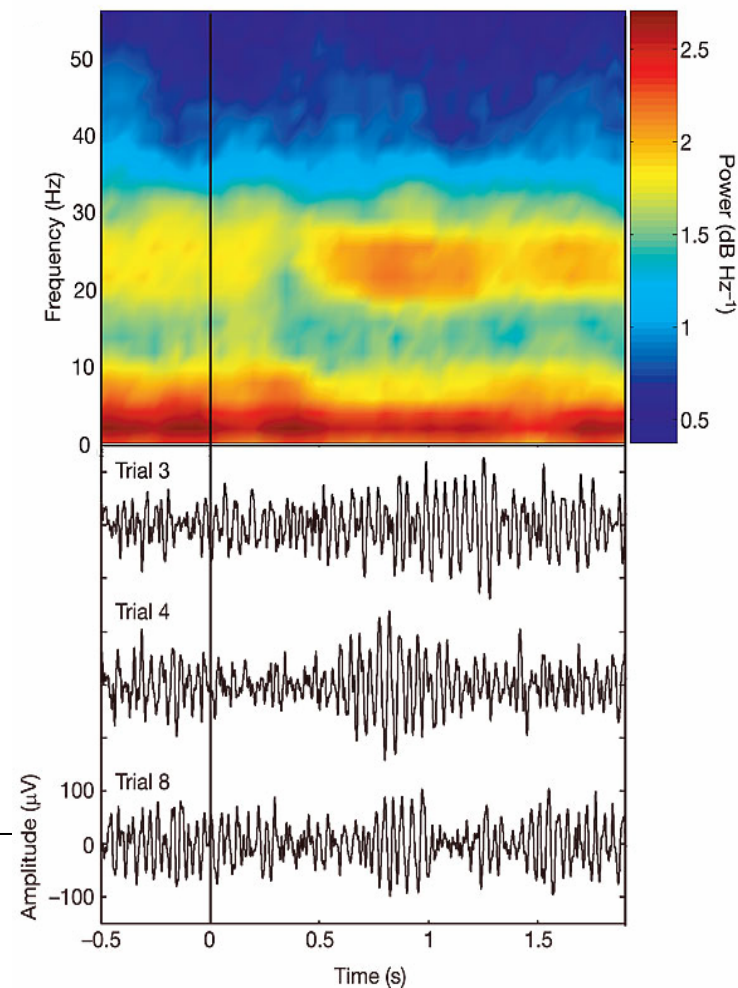 50
40
30
20
10
0
Frequency (Hz)
2.5
2
1.5
1
0.5
Power (dB Hz⁻¹)
Trial 3
Trial 4
Trial 8
100
0
−100
Amplitude (µV)
−0.5 0 0.5 1 1.5
Time (s)